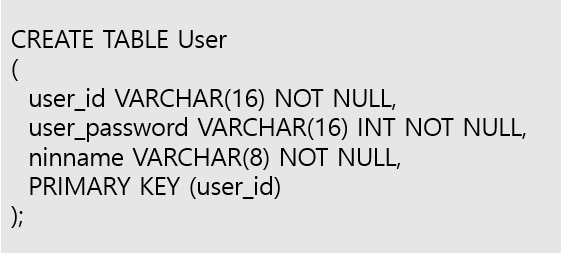 CREATE TABLE User
(
user_id VARCHAR(16) NOT NULL,
user_password VARCHAR(16) INT NOT NULL,
ninname VARCHAR(8) NOT NULL,
PRIMARY KEY (user_id)
);